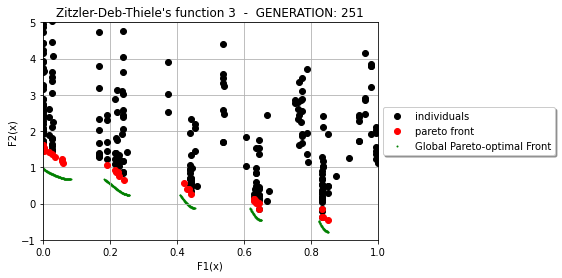 Zitzler-Deb-Thiele's function 3 - GENERATION: 251
5
4
3
2
1
0
−1
F2(x)
0.0 0.2 0.4 0.6 0.8 1.0
F1(x)
individuals
pareto front
Global Pareto-optimal Front